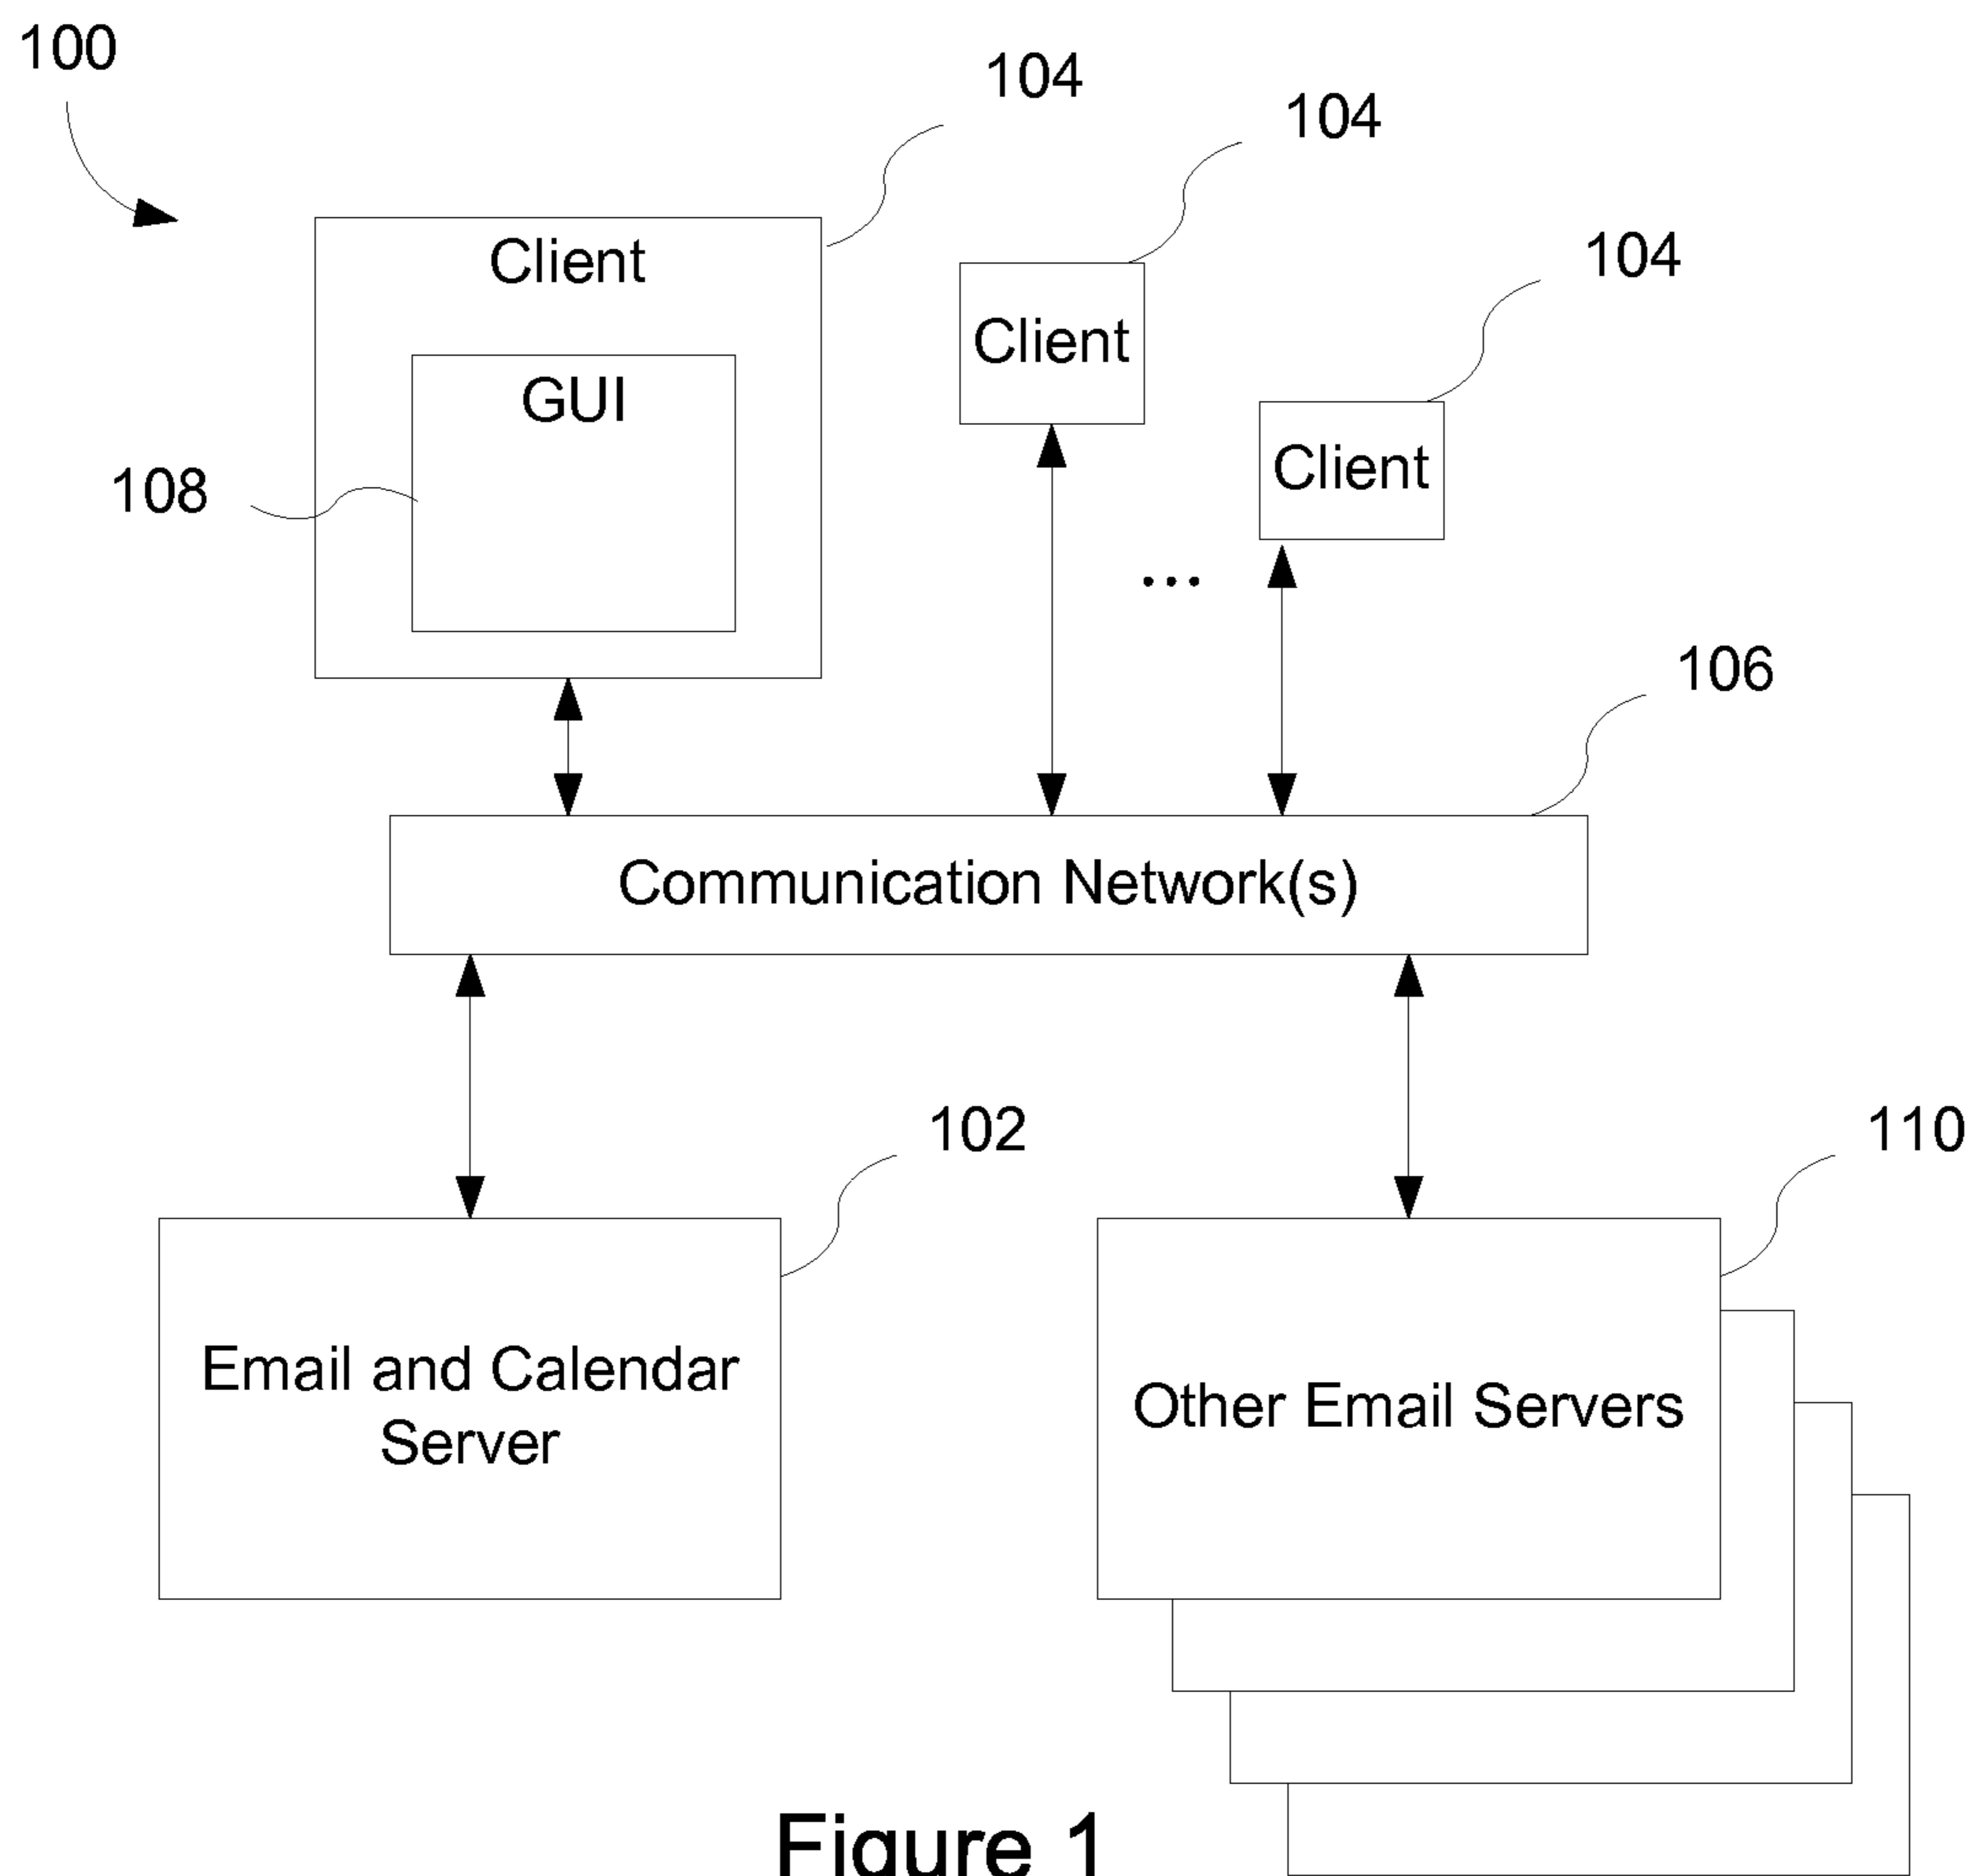 100
104
104
104
Client
Client
GUI
Client
108
...
106
Communication Network(s)
102
110
Email and Calendar
Server
Other Email Servers
Figure 1